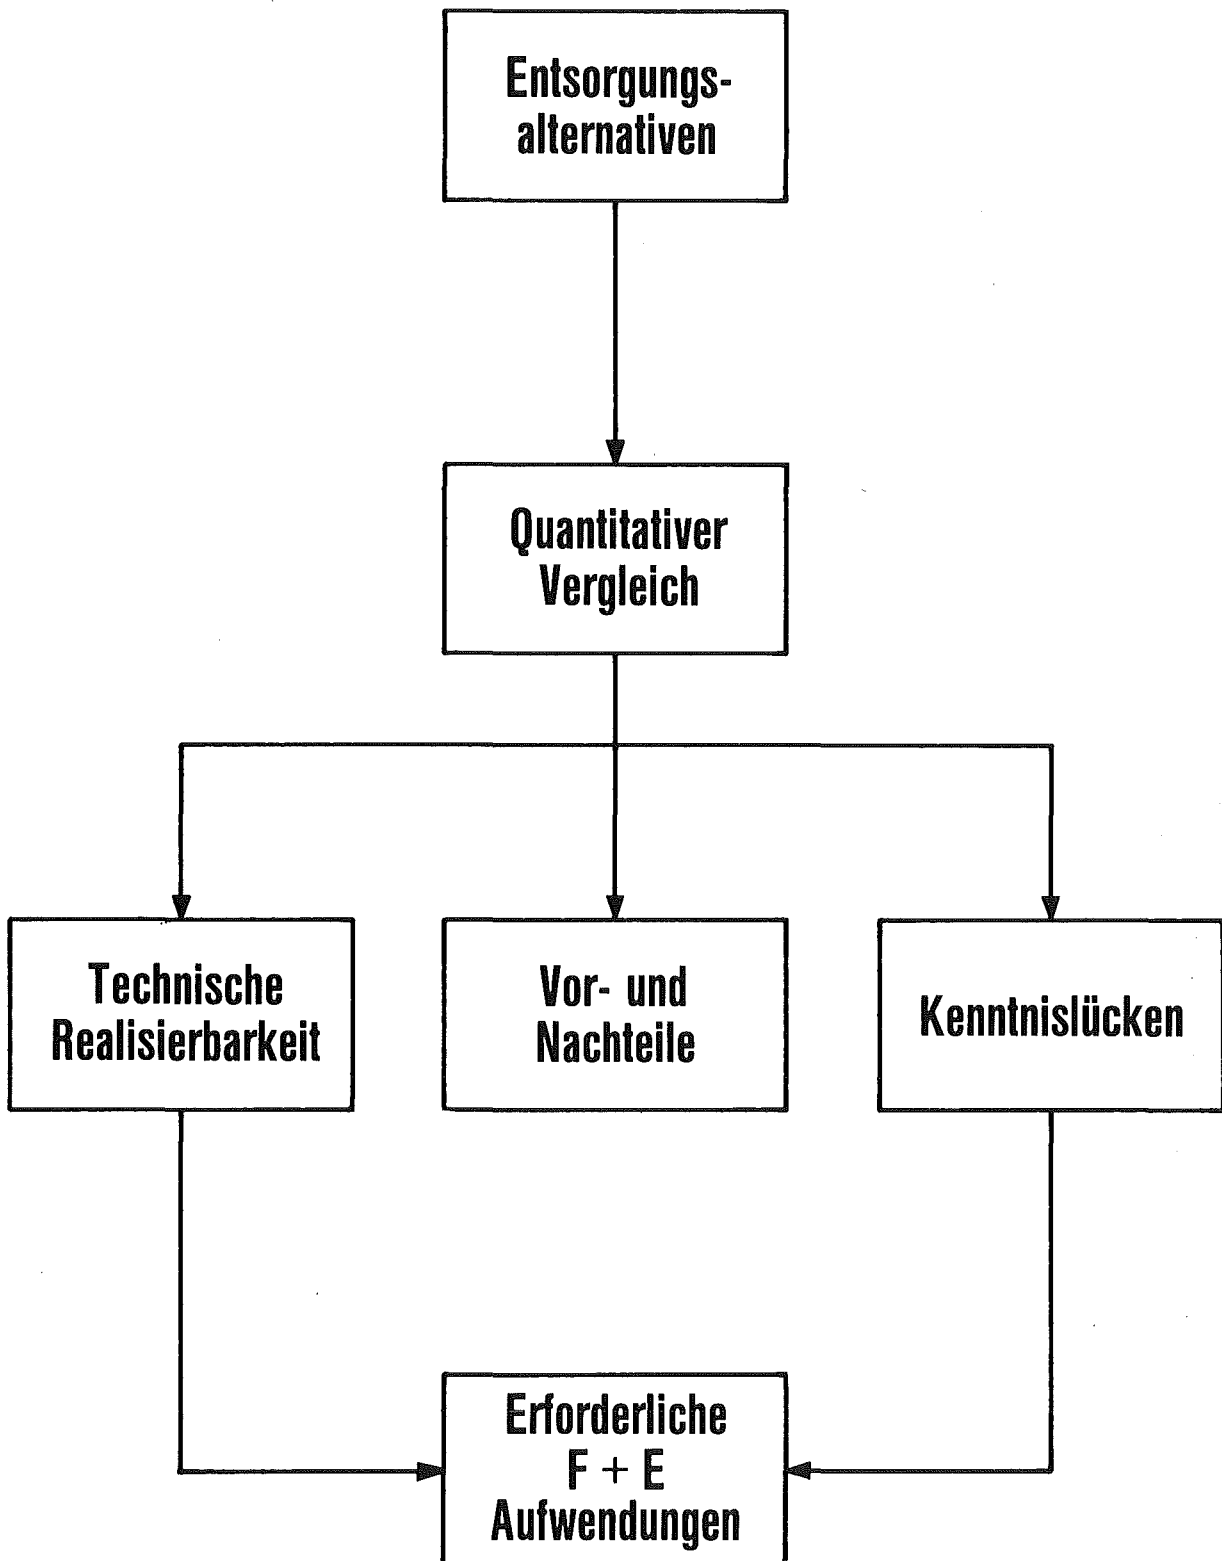 Entsorgungs-
alternativen
Quantitativer
Vergleich
Technische
Realisierbarkeit
Vor- und
Nachteile
Kenntnislücken
Erforderliche
F + E
Aufwendungen